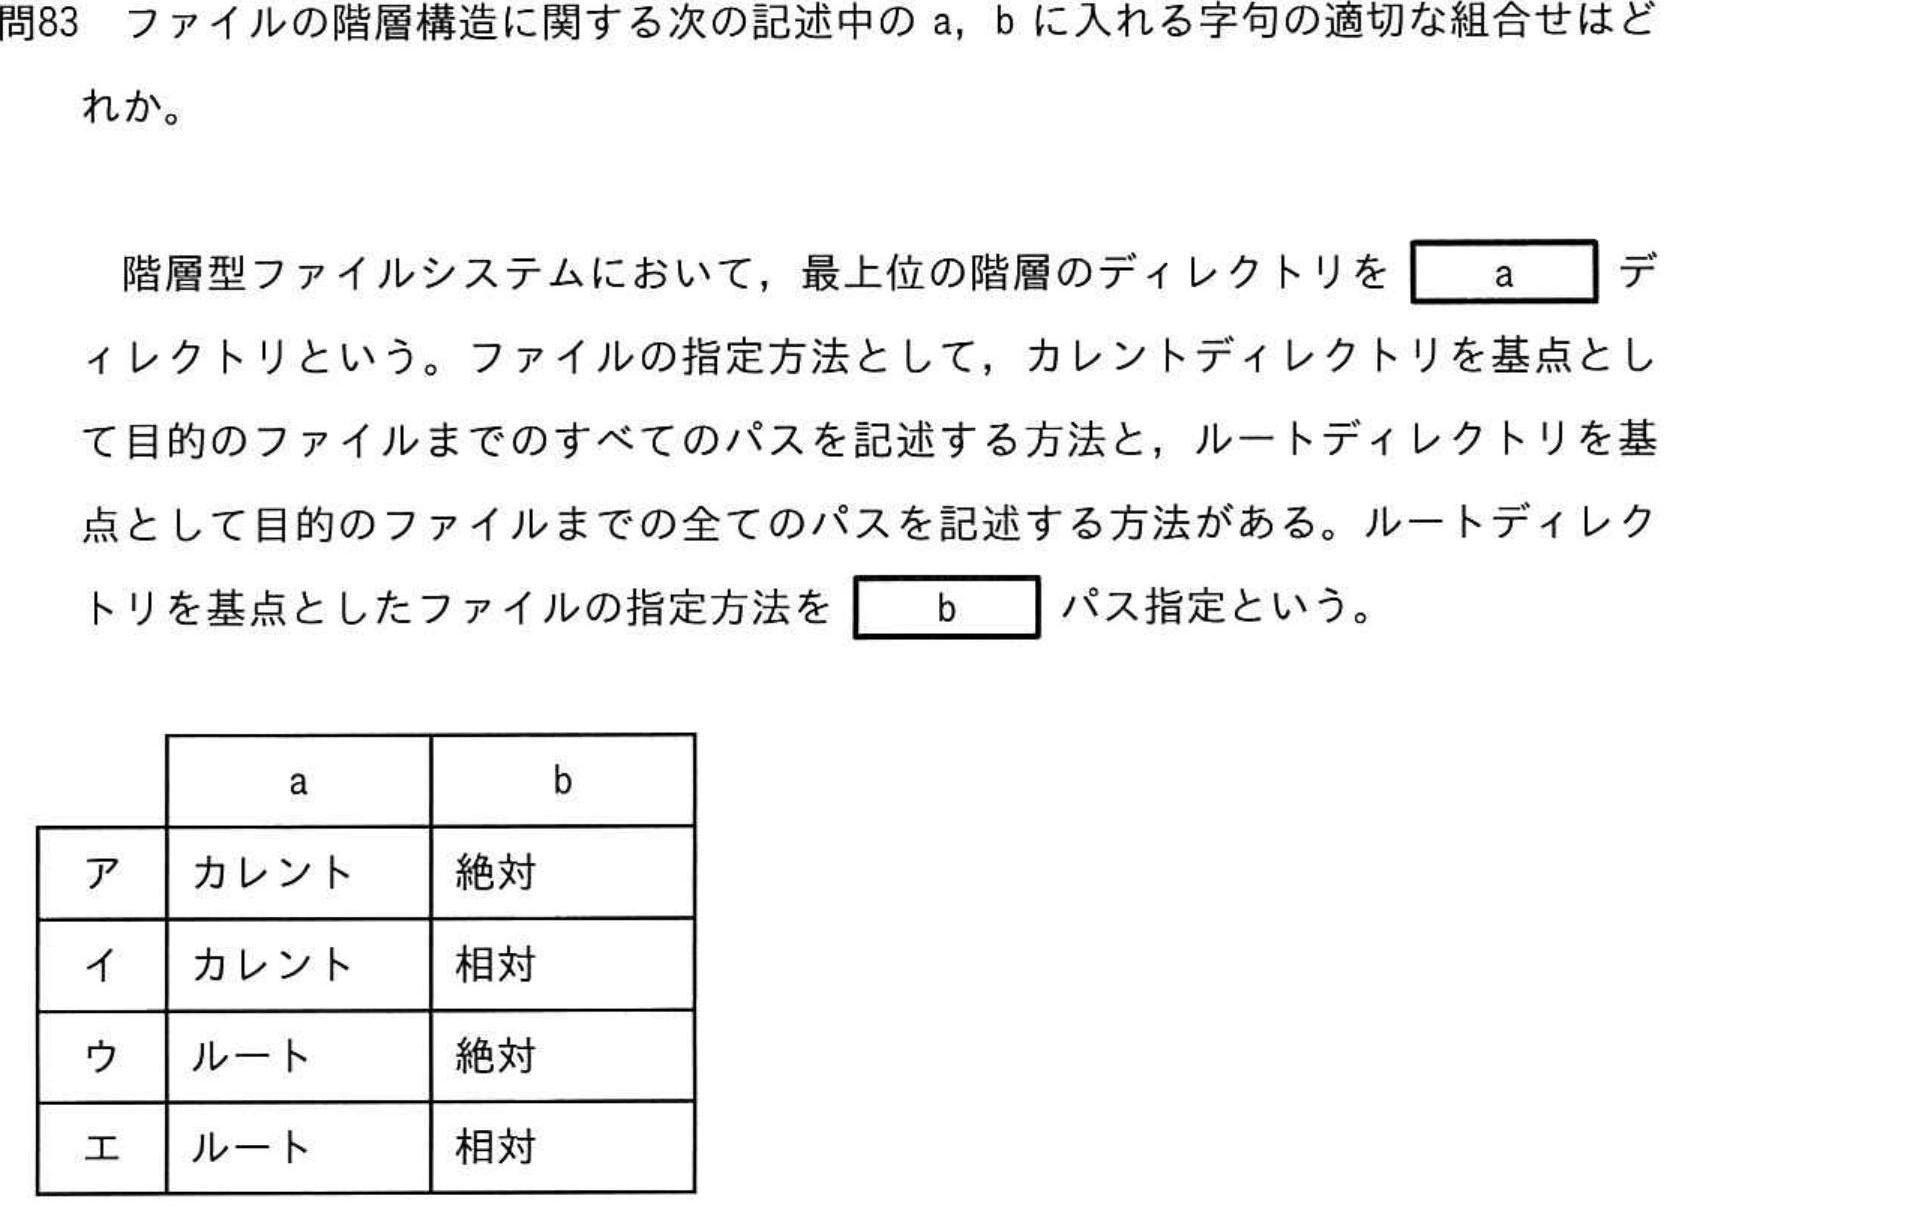 問83 ファイルの階層構造に関する次の記述中の a, b に入れる字句の適切な組合せはど
れか。
階層型ファイルシステムにおいて，最上位の階層のディレクトリを a デ
ィレクトリという。ファイルの指定方法として，カレントディレクトリを基点とし
て目的のファイルまでのすべてのパスを記述する方法と，ルートディレクトリを基
点として目的のファイルまでの全てのパスを記述する方法がある。ルートディレク
トリを基点としたファイルの指定方法を b パス指定という。
a b
ア カレント 絶対
イ カレント 相対
ウ ルート 絶対
エ ルート 相対